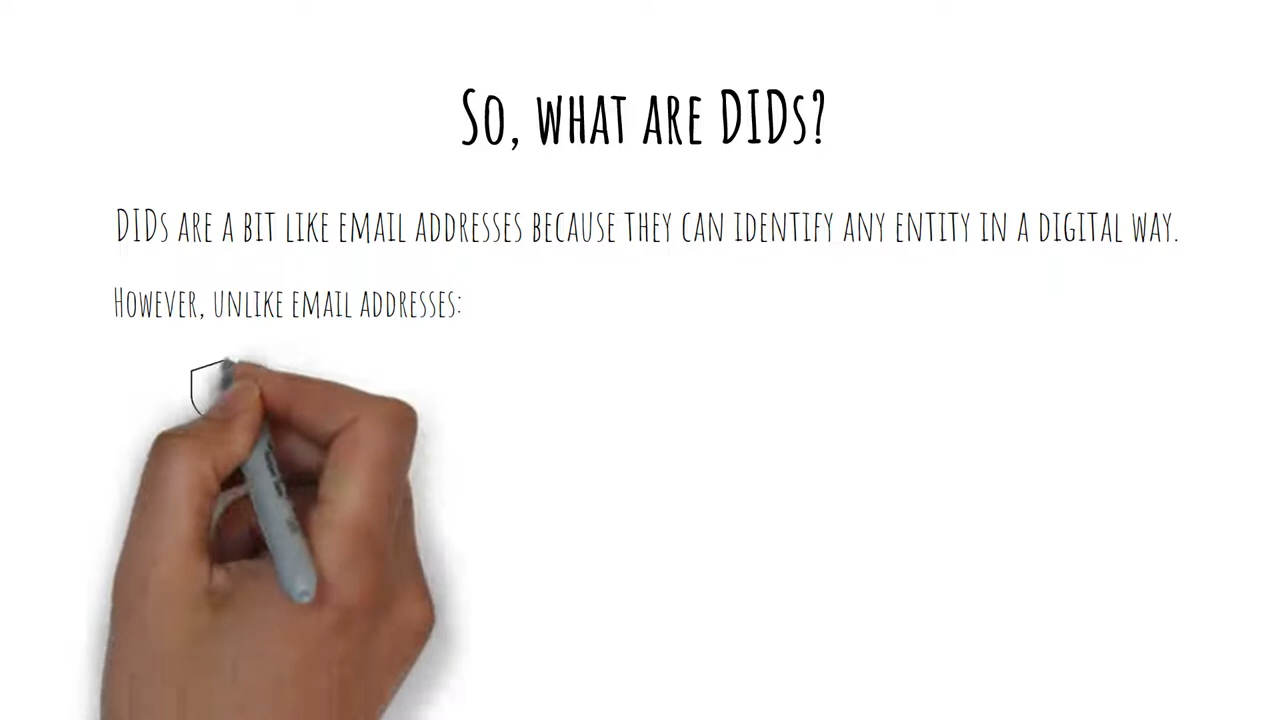 So, what are DIDs?
DIDs are a bit like email addresses because they can identify any entity in a digital way.
However, unlike email addresses: